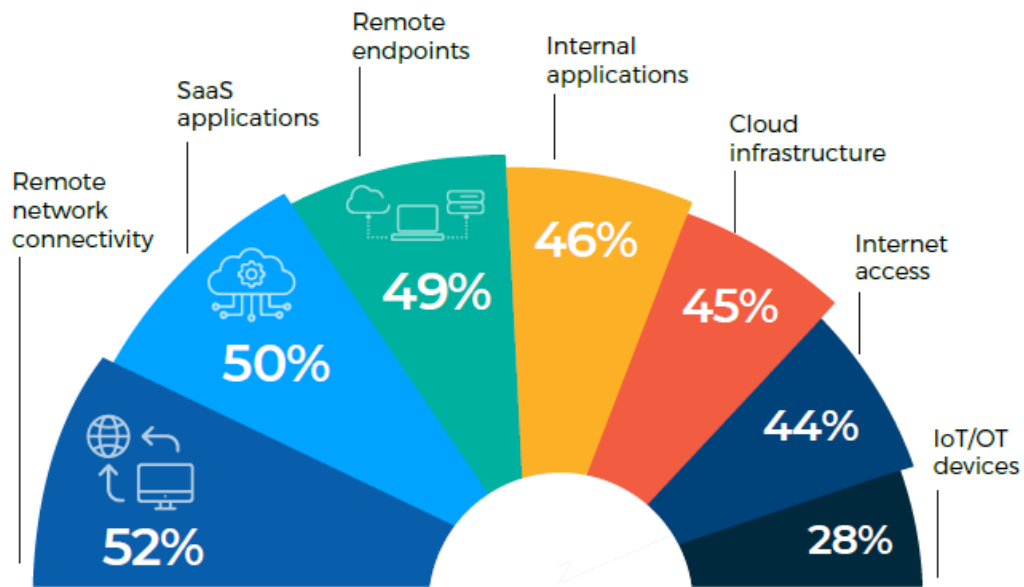 Remote
network
connectivity
52%
SaaS
applications
50%
Remote
endpoints
49%
Internal
applications
46%
Cloud
infrastructure
45%
Internet
access
44%
IoT/OT
devices
28%